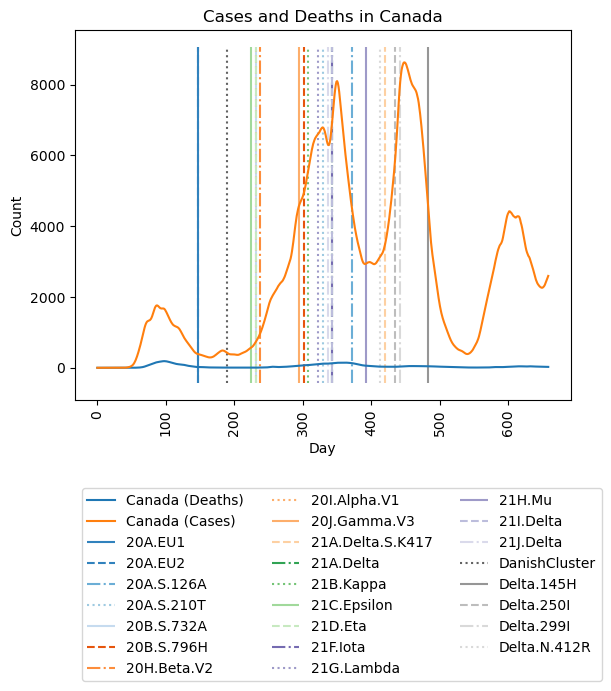 Cases and Deaths in Canada
Count
8000
6000
4000
2000
0
0
100
200
300
400
500
600
Day
Canada (Deaths)
Canada (Cases)
20A.EU1
20A.EU2
20A.S.126A
20A.S.210T
20B.S.732A
20B.S.796H
20H.Beta.V2
20I.Alpha.V1
20J.Gamma.V3
21A.Delta.S.K417
21A.Delta
21B.Kappa
21C.Epsilon
21D.Eta
21F.Iota
21G.Lambda
21H.Mu
21I.Delta
21J.Delta
DanishCluster
Delta.145H
Delta.250I
Delta.299I
Delta.N.412R